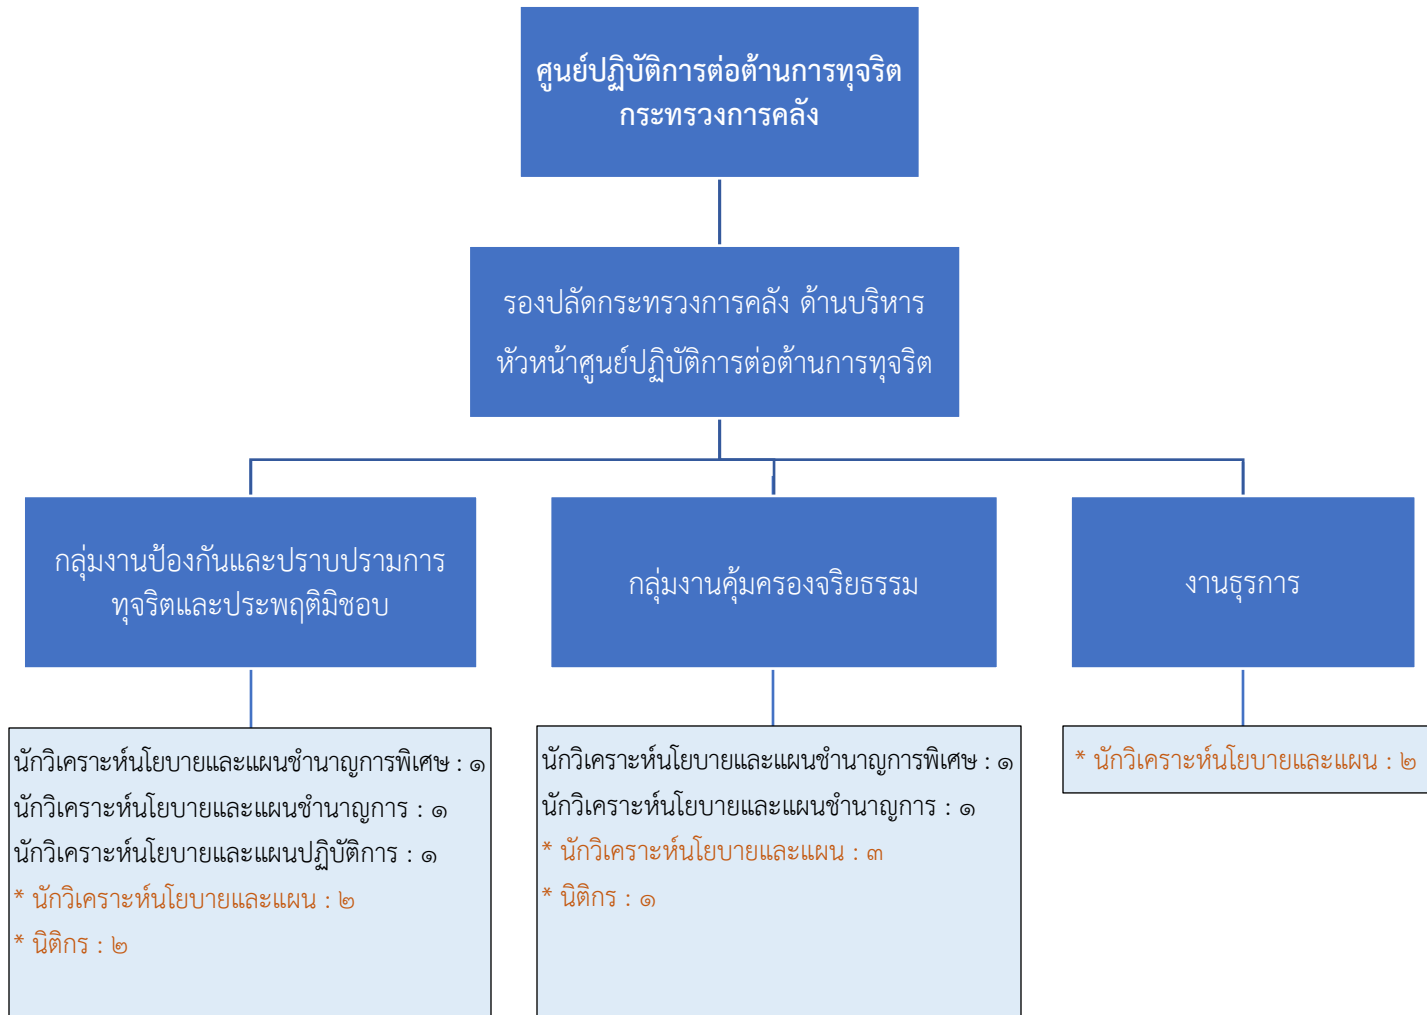 ศูนย์ปฏิบัติการต่อต้านการทุจริต
กระทรวงการคลัง
รองปลัดกระทรวงการคลัง ด้านบริหาร
หัวหน้าศูนย์ปฏิบัติการต่อต้านการทุจริต
กลุ่มงานป้องกันและปราบปรามการ
ทุจริตและประพฤติมิชอบ
กลุ่มงานคุ้มครองจริยธรรม
งานธุรการ
นักวิเคราะห์นโยบายและแผนชำนาญการพิเศษ : ๑
นักวิเคราะห์นโยบายและแผนชำนาญการ : ๑
นักวิเคราะห์นโยบายและแผนปฏิบัติการ : ๑
* นักวิเคราะห์นโยบายและแผน : ๒
* นิติกร : ๒
นักวิเคราะห์นโยบายและแผนชำนาญการพิเศษ : ๑
นักวิเคราะห์นโยบายและแผนชำนาญการ : ๑
* นักวิเคราะห์นโยบายและแผน : ๓
* นิติกร : ๑
* นักวิเคราะห์นโยบายและแผน : ๒